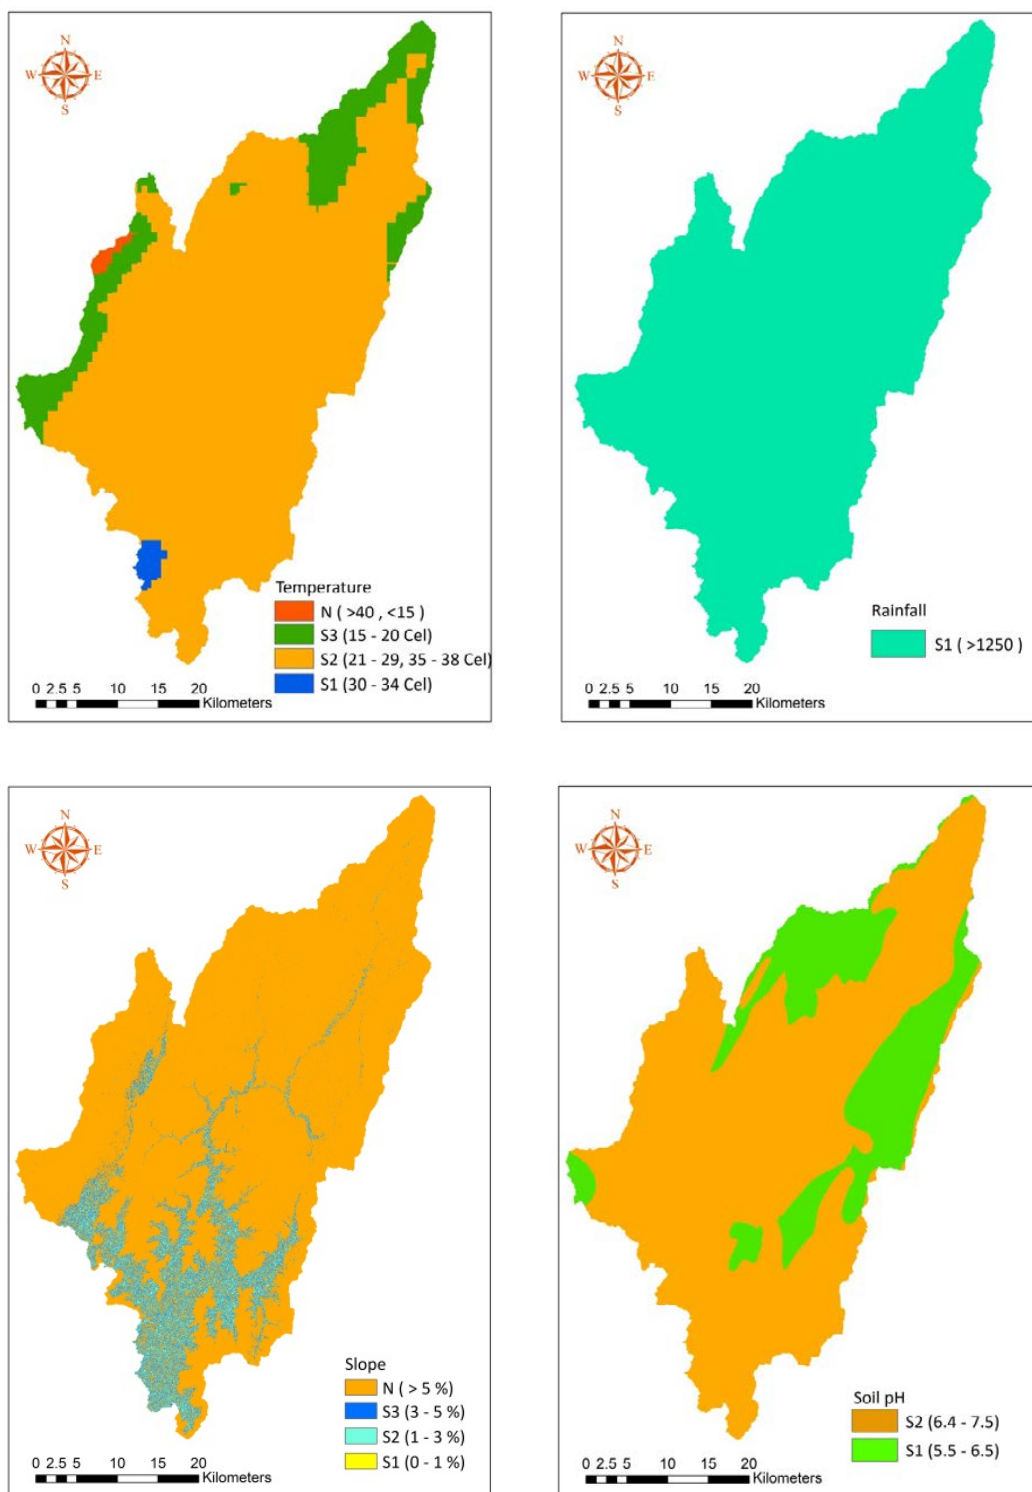 N
W E
S
Temperature
N ( >40 , <15 )
S3 (15 - 20 Cel)
S2 (21 - 29, 35 - 38 Cel)
S1 (30 - 34 Cel)
0 2.5 5 10 15 20
Kilometers
N
W E
S
Rainfall
S1 ( >1250 )
0 2.5 5 10 15 20
Kilometers
N
W E
S
Slope
N ( > 5 %)
S3 (3 - 5 %)
S2 (1 - 3 %)
S1 (0 - 1 %)
0 2.5 5 10 15 20
Kilometers
N
W E
S
Soil pH
S2 (6.4 - 7.5)
S1 (5.5 - 6.5)
0 2.5 5 10 15 20
Kilometers